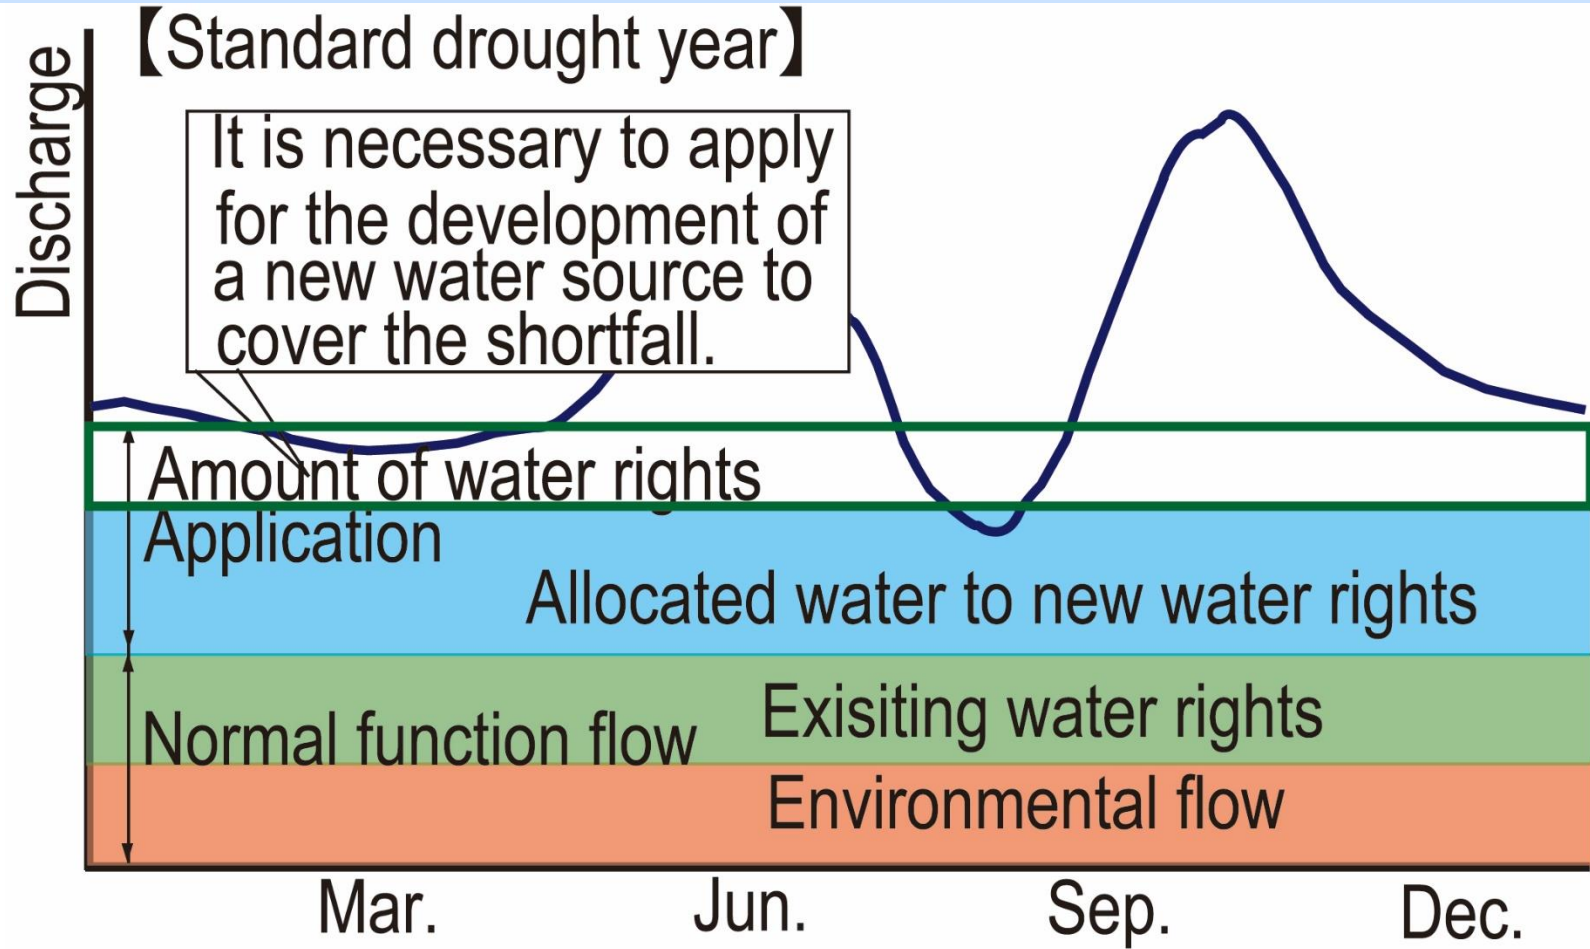 【Standard drought year】
Discharge
It is necessary to apply
for the development of
a new water source to
cover the shortfall.
Amount of water rights
Application
Allocated water to new water rights
Exisiting water rights
Normal function flow
Environmental flow
Mar. Jun. Sep. Dec.